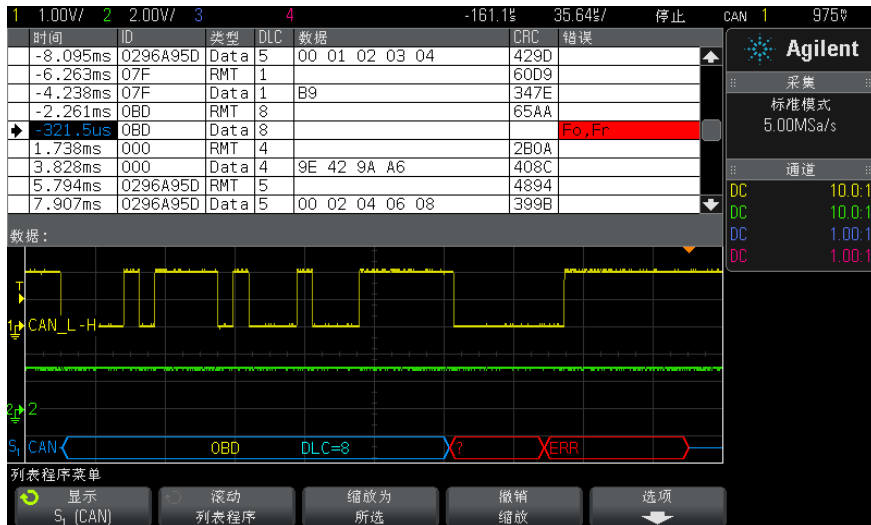 1 1.00V/ 2 2.00V/ 3 4 -161.1㎲ 35.64㎲/ 停止 CAN 1 975㎷
时间 ID 类型 DLC 数据 CRC 错误
-8.095ms 0296A95D Data 5 00 01 02 03 04 429D
-6.263ms 07F RMT 1 60D9
-4.238ms 07F Data 1 B9 347E
-2.261ms 0BD RMT 8 65AA
-321.5us 0BD Data 8 Fo,Fr
1.738ms 000 RMT 4 2B0A
3.828ms 000 Data 4 9E 42 9A A6 408C
5.794ms 0296A95D RMT 5 4894
7.907ms 0296A95D Data 5 00 02 04 06 08 399B
数据:
Agilent
采集
标准模式
5.00MSa/s
通道
DC 10.0:1
DC 10.0:1
DC 1.00:1
DC 1.00:1
T
1 CAN_L-H
2 2
S1 CAN 0BD DLC=8 ? ERR
列表程序菜单
显示
S1 (CAN)
滚动
列表程序
缩放为
所选
撤销
缩放
选项